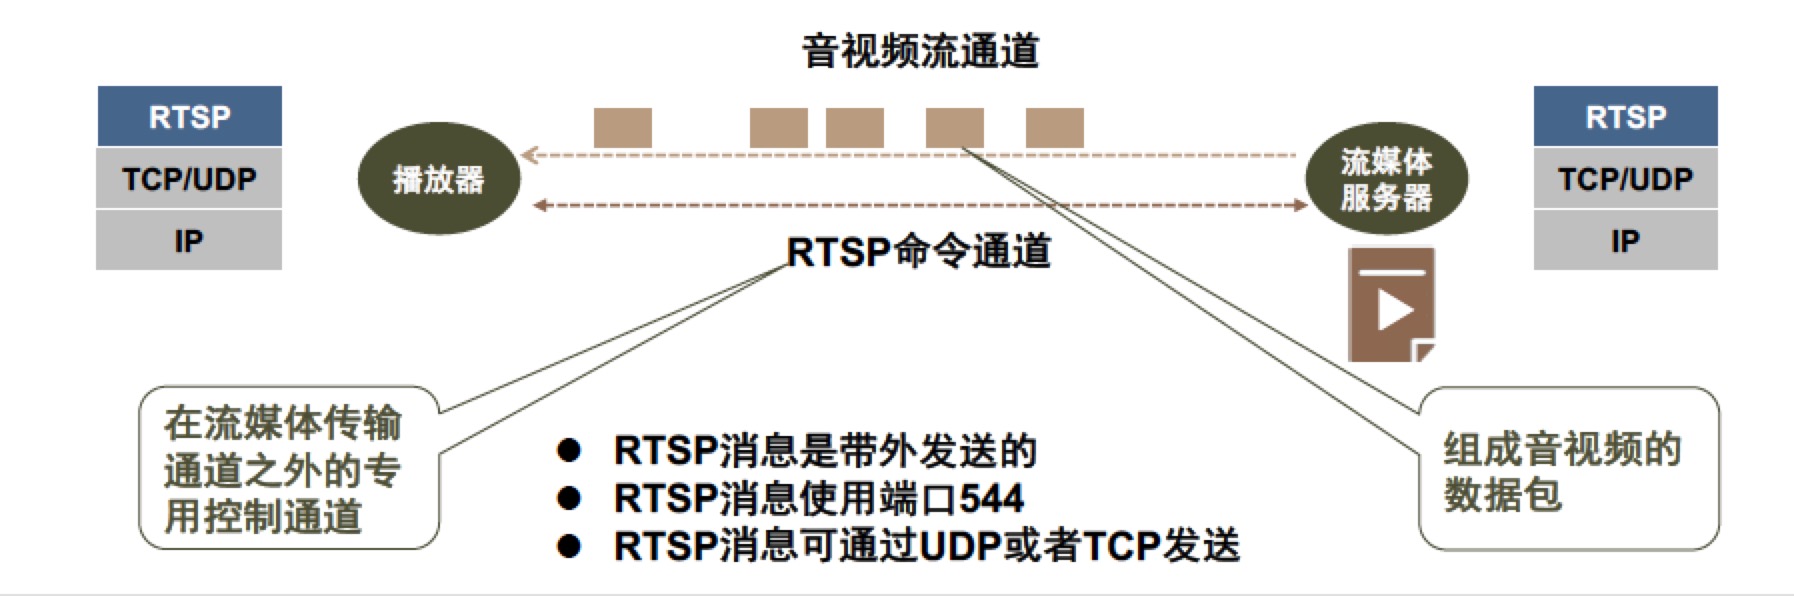 音视频流通道
RTSP
TCP/UDP
IP
播放器
流媒体
服务器
RTSP
TCP/UDP
IP
RTSP命令通道
在流媒体传输
通道之外的专
用控制通道
● RTSP消息是带外发送的
● RTSP消息使用端口544
● RTSP消息可通过UDP或者TCP发送
组成音视频的
数据包